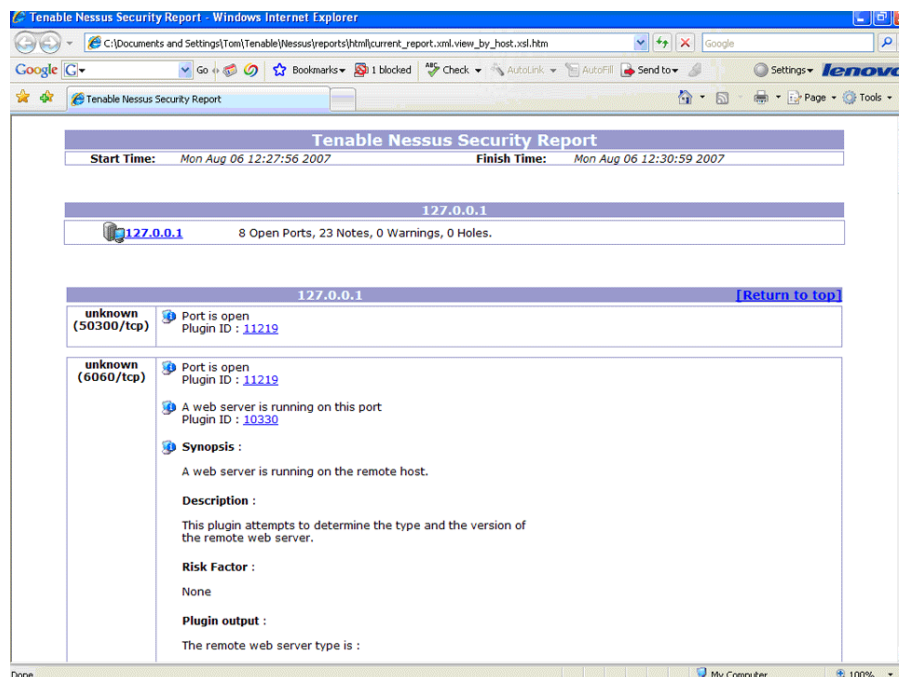 Tenable Nessus Security Report - Windows Internet Explorer
C:\Documents and Settings\Tom\Tenable\Nessus\reports\html\current_report.xml.view_by_host.xsl.htm
Google
Google G Go Bookmarks 1 blocked Check AutoLink AutoFill Send to Settings lenovo
Tenable Nessus Security Report Page Tools
Tenable Nessus Security Report
Start Time: Mon Aug 06 12:27:56 2007 Finish Time: Mon Aug 06 12:30:59 2007
127.0.0.1
127.0.0.1 8 Open Ports, 23 Notes, 0 Warnings, 0 Holes.
127.0.0.1 [Return to top]
unknown
(50300/tcp)
Port is open
Plugin ID : 11219
unknown
(6060/tcp)
Port is open
Plugin ID : 11219
A web server is running on this port
Plugin ID : 10330
Synopsis :
A web server is running on the remote host.
Description :
This plugin attempts to determine the type and the version of
the remote web server.
Risk Factor :
None
Plugin output :
The remote web server type is :
Done My Computer 100%